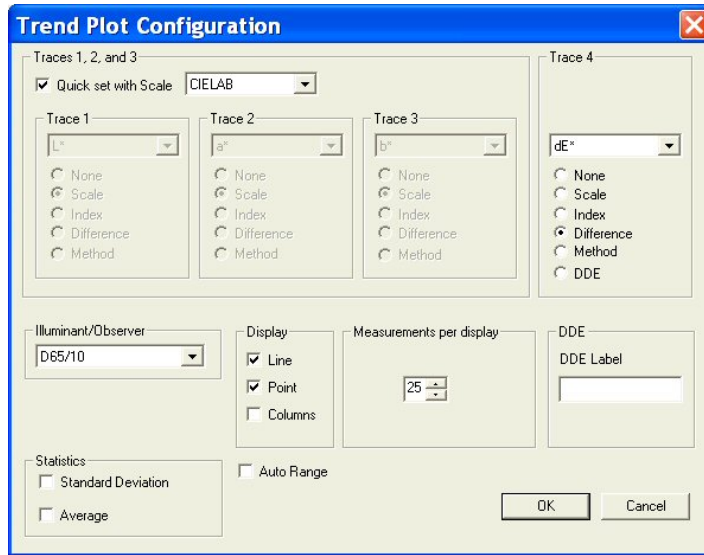 Trend Plot Configuration
Traces 1, 2, and 3
Quick set with Scale CIELAB
Trace 1
L*
None
Scale
Index
Difference
Method
Trace 2
a*
None
Scale
Index
Difference
Method
Trace 3
b*
None
Scale
Index
Difference
Method
Trace 4
dE*
None
Scale
Index
Difference
Method
DDE
Illuminant/Observer
D65/10
Display
Line
Point
Columns
Measurements per display
25
DDE
DDE Label
Statistics
Standard Deviation
Average
Auto Range
OK Cancel